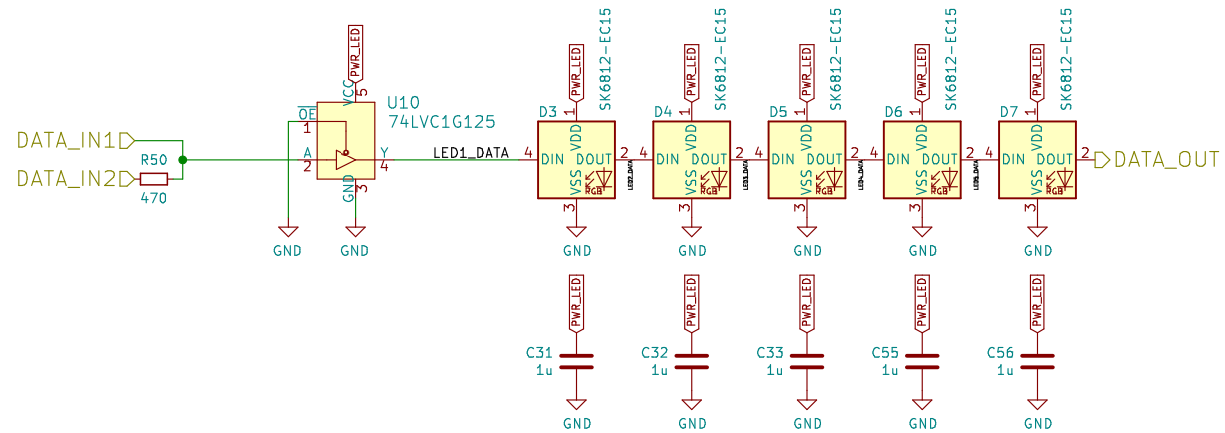 DATA_IN1
DATA_IN2
R50
470
PWR_LED
VCC
5
OE
1
A
2
Y
4
GND
3
U10
74LVC1G125
GND
GND
LED1_DATA
PWR_LED
SK6812-EC15
D3
1
VDD
4
DIN
DOUT
2
VSS
RGB
3
GND
LED2_DATA
PWR_LED
SK6812-EC15
D4
1
VDD
4
DIN
DOUT
2
VSS
RGB
3
GND
LED3_DATA
PWR_LED
SK6812-EC15
D5
1
VDD
4
DIN
DOUT
2
VSS
RGB
3
GND
LED4_DATA
PWR_LED
SK6812-EC15
D6
1
VDD
4
DIN
DOUT
2
VSS
RGB
3
GND
LED5_DATA
PWR_LED
SK6812-EC15
D7
1
VDD
4
DIN
DOUT
2
VSS
RGB
3
GND
DATA_OUT
PWR_LED
C31
1u
GND
PWR_LED
C32
1u
GND
PWR_LED
C33
1u
GND
PWR_LED
C55
1u
GND
PWR_LED
C56
1u
GND